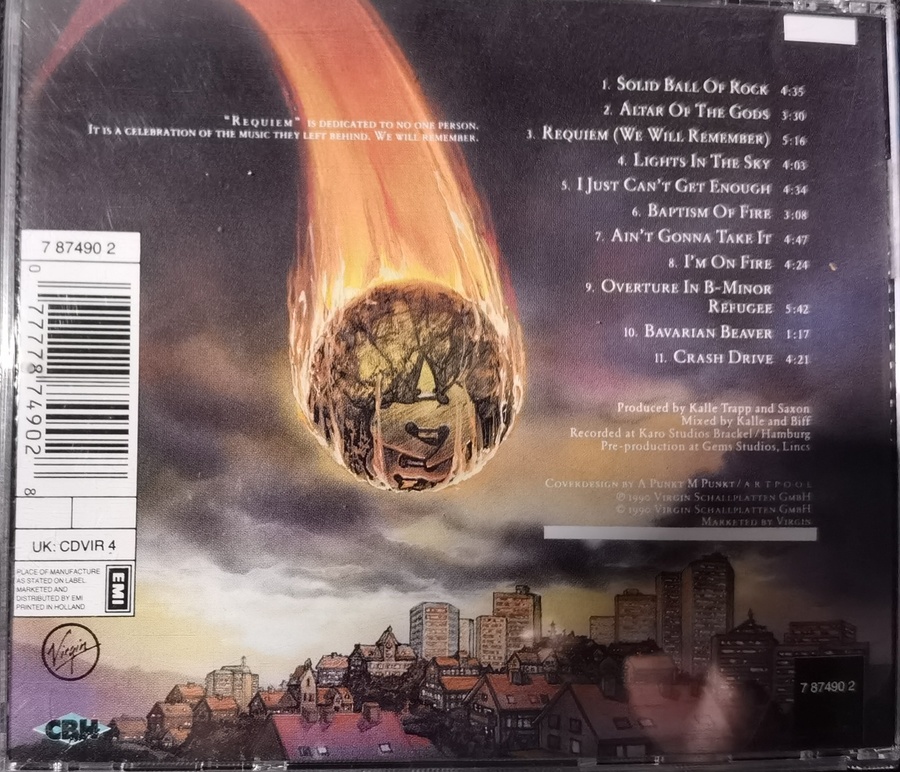 "Requiem" is dedicated to no one person.
It is a celebration of the music they left behind. We will remember.
1. Solid Ball Of Rock 4:35
2. Altar Of The Gods 3:30
3. Requiem (We Will Remember) 5:16
4. Lights In The Sky 4:03
5. I Just Can't Get Enough 4:34
6. Baptism Of Fire 3:08
7. Ain't Gonna Take It 4:47
8. I'm On Fire 4:24
9. Overture In B-Minor
Refugee 5:42
10. Bavarian Beaver 1:17
11. Crash Drive 4:21
Produced by Kalle Trapp and Saxon
Mixed by Kalle and Biff
Recorded at Karo Studios Brackel/Hamburg
Pre-production at Gems Studios, Lincs
Coverdesign by A Punkt M Punkt/ARTPOOL
© 1990 Virgin Schallplatten GmbH
© 1990 Virgin Schallplatten GmbH
Marketed by Virgin
7 87490 2
0 77778 74902 8
UK: CDVIR 4
PLACE OF MANUFACTURE
AS STATED ON LABEL
MARKETED AND
DISTRIBUTED BY EMI
PRINTED IN HOLLAND
EMI
Virgin
CBH
7 87490 2